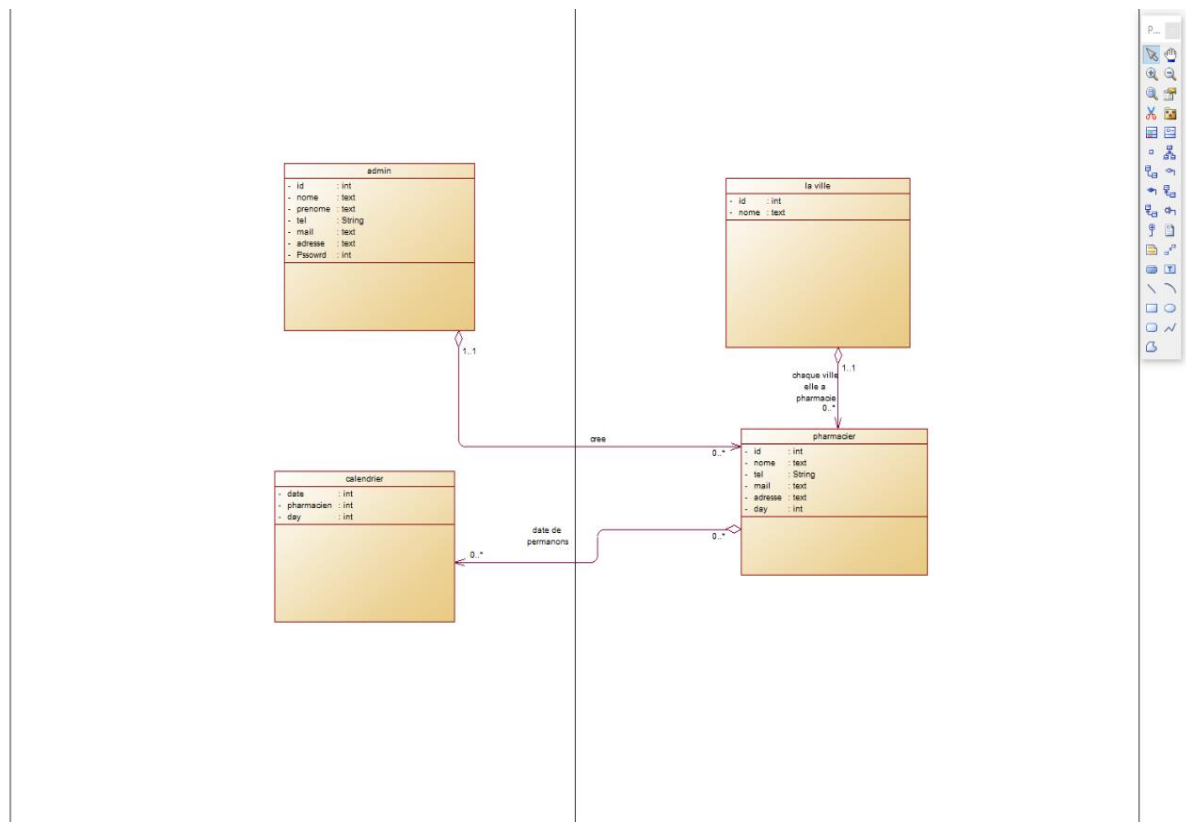 P...
admin
- id : int
- nome : text
- prenome : text
- tel : String
- mail : text
- adresse : text
- Pssowrd : int
1..1
la ville
- id : int
- nome : text
1..1
chaque ville
elle a
pharmacie
0..*
cree
0..*
pharmacier
- id : int
- nome : text
- tel : String
- mail : text
- adresse : text
- day : int
0..*
date de
permanons
0..*
calendrier
- date : int
- pharmacien : int
- day : int